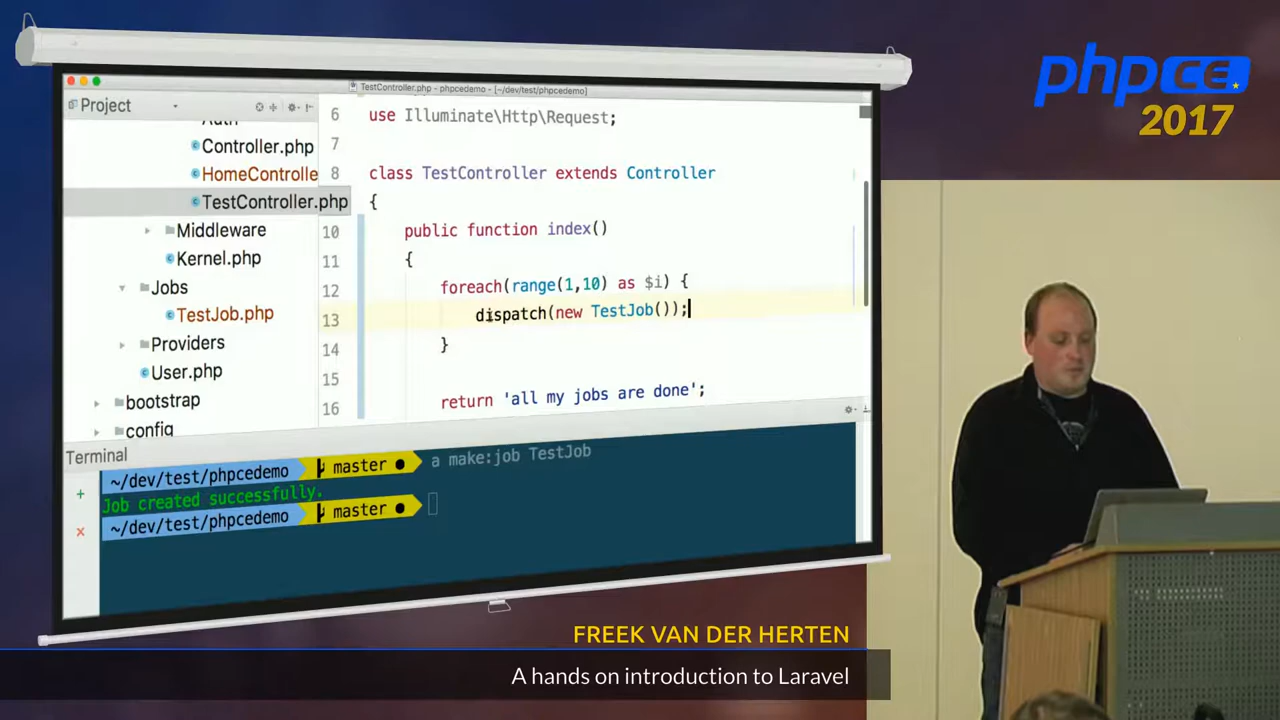 phpCE
2017
TestController.php - phpcedemo - [~/dev/test/phpcedemo]
Project
Controller.php
HomeControlle
TestController.php
Middleware
Kernel.php
Jobs
TestJob.php
Providers
User.php
bootstrap
config
6 use Illuminate\Http\Request;
7
8 class TestController extends Controller
{
10 public function index()
11 {
12 foreach(range(1,10) as $i) {
13 dispatch(new TestJob());
14 }
15
16 return 'all my jobs are done';
Terminal
~/dev/test/phpcedemo master ● a make:job TestJob
Job created successfully.
~/dev/test/phpcedemo master ●
FREEK VAN DER HERTEN
A hands on introduction to Laravel